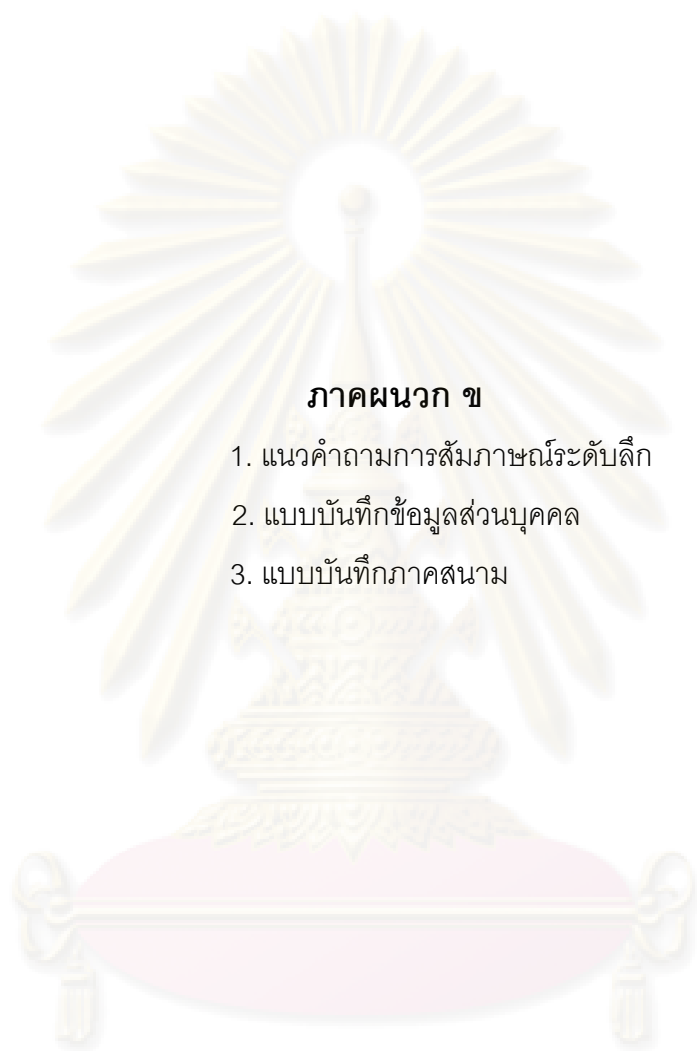 ภาคผนวก ข
1. แนวคำถามการสัมภาษณ์ระดับลึก
2. แบบบันทึกข้อมูลส่วนบุคคล
3. แบบบันทึกภาคสนาม